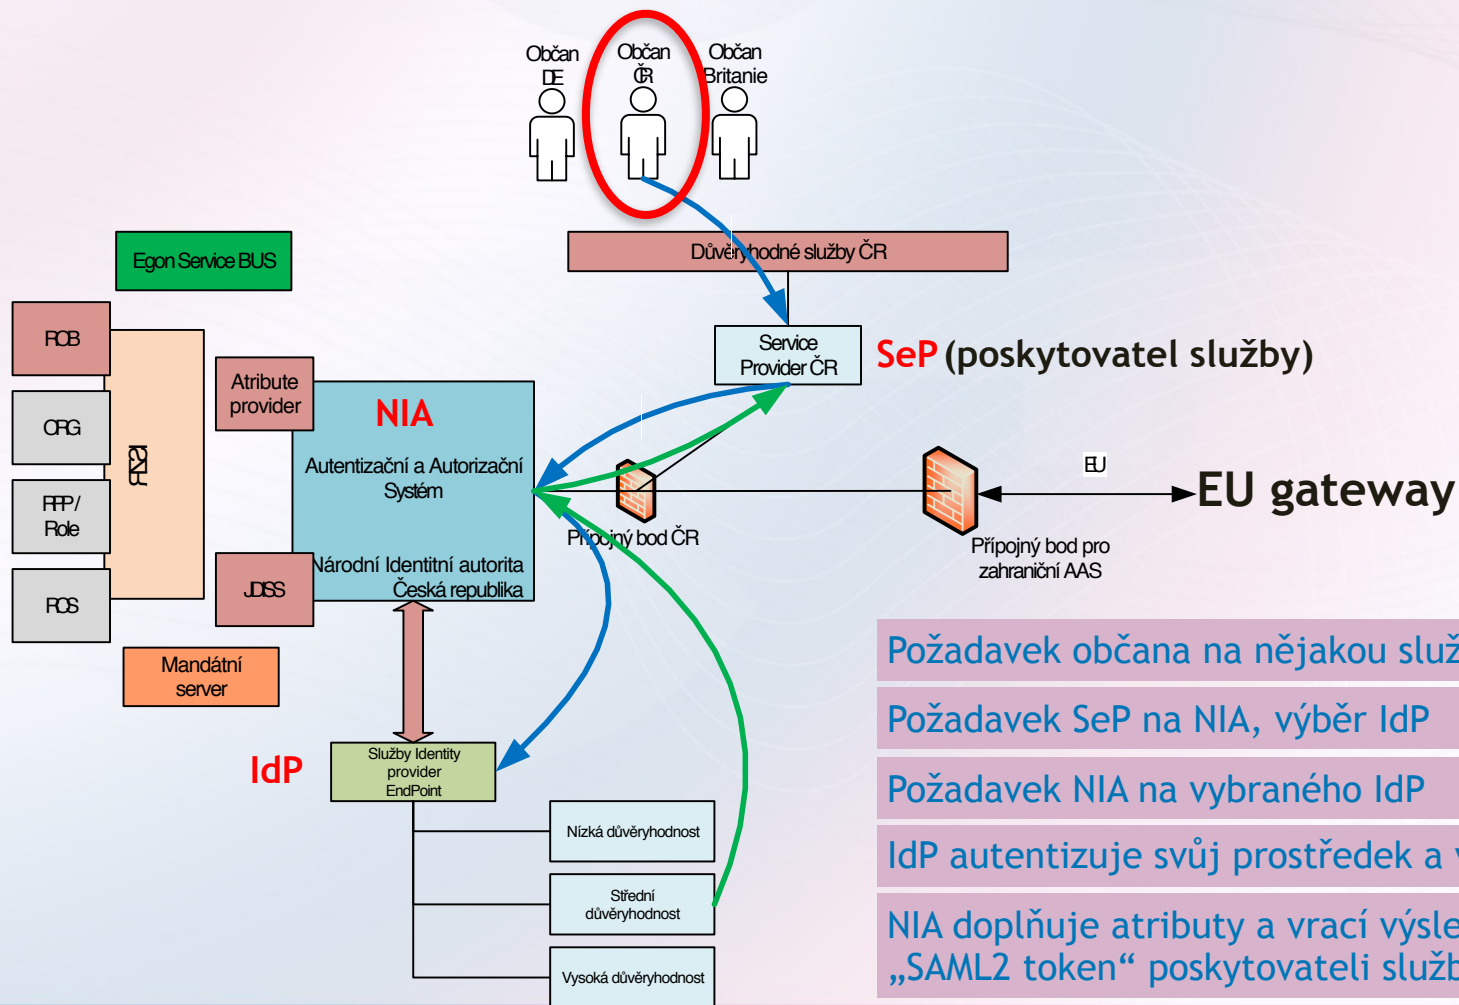 Občan
DE
Občan
ČR
Občan
Britanie
Egon Service BUS
Důvěryhodné služby ČR
ROB
ORG
RPP /
Role
ROS
Atribute
provider
NIA
Autentizační a Autorizační
Systém
Národní Identitní autorita
Česká republika
JDISS
Service
Provider ČR
SeP (poskytovatel služby)
EU
EU gateway
Přípojný bod ČR
Přípojný bod pro
zahraniční AAS
Mandátní
server
IdP
Služby Identity
provider
EndPoint
Nízká důvěryhodnost
Střední
důvěryhodnost
Vysoká důvěryhodnost
Požadavek občana na nějakou služ
Požadavek SeP na NIA, výběr IdP
Požadavek NIA na vybraného IdP
IdP autentizuje svůj prostředek a v
NIA doplňuje atributy a vrací výsle
„SAML2 token“ poskytovateli služb